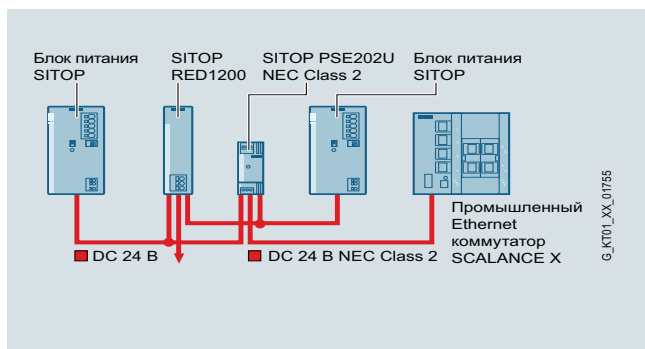 Блок питания
SITOP
SITOP
RED1200
SITOP PSE202U
NEC Class 2
Блок питания
SITOP
Промышленный
Ethernet
коммутатор
SCALANCE X
DC 24 В
DC 24 В NEC Class 2
G_KT01_XX_01755